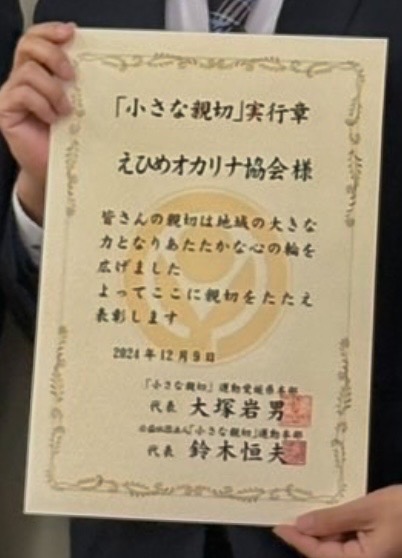 「小さな親切」実行章
えひめオカリナ協会様
皆さんの親切は地域の大きな
力となりあたたかな心の輪を
広げました
よってここに親切をたたえ
表彰します
2024年12月9日
「小さな親切」運動愛媛県本部
代表 大塚岩男
公益社団法人「小さな親切」運動本部
代表 鈴木恒夫